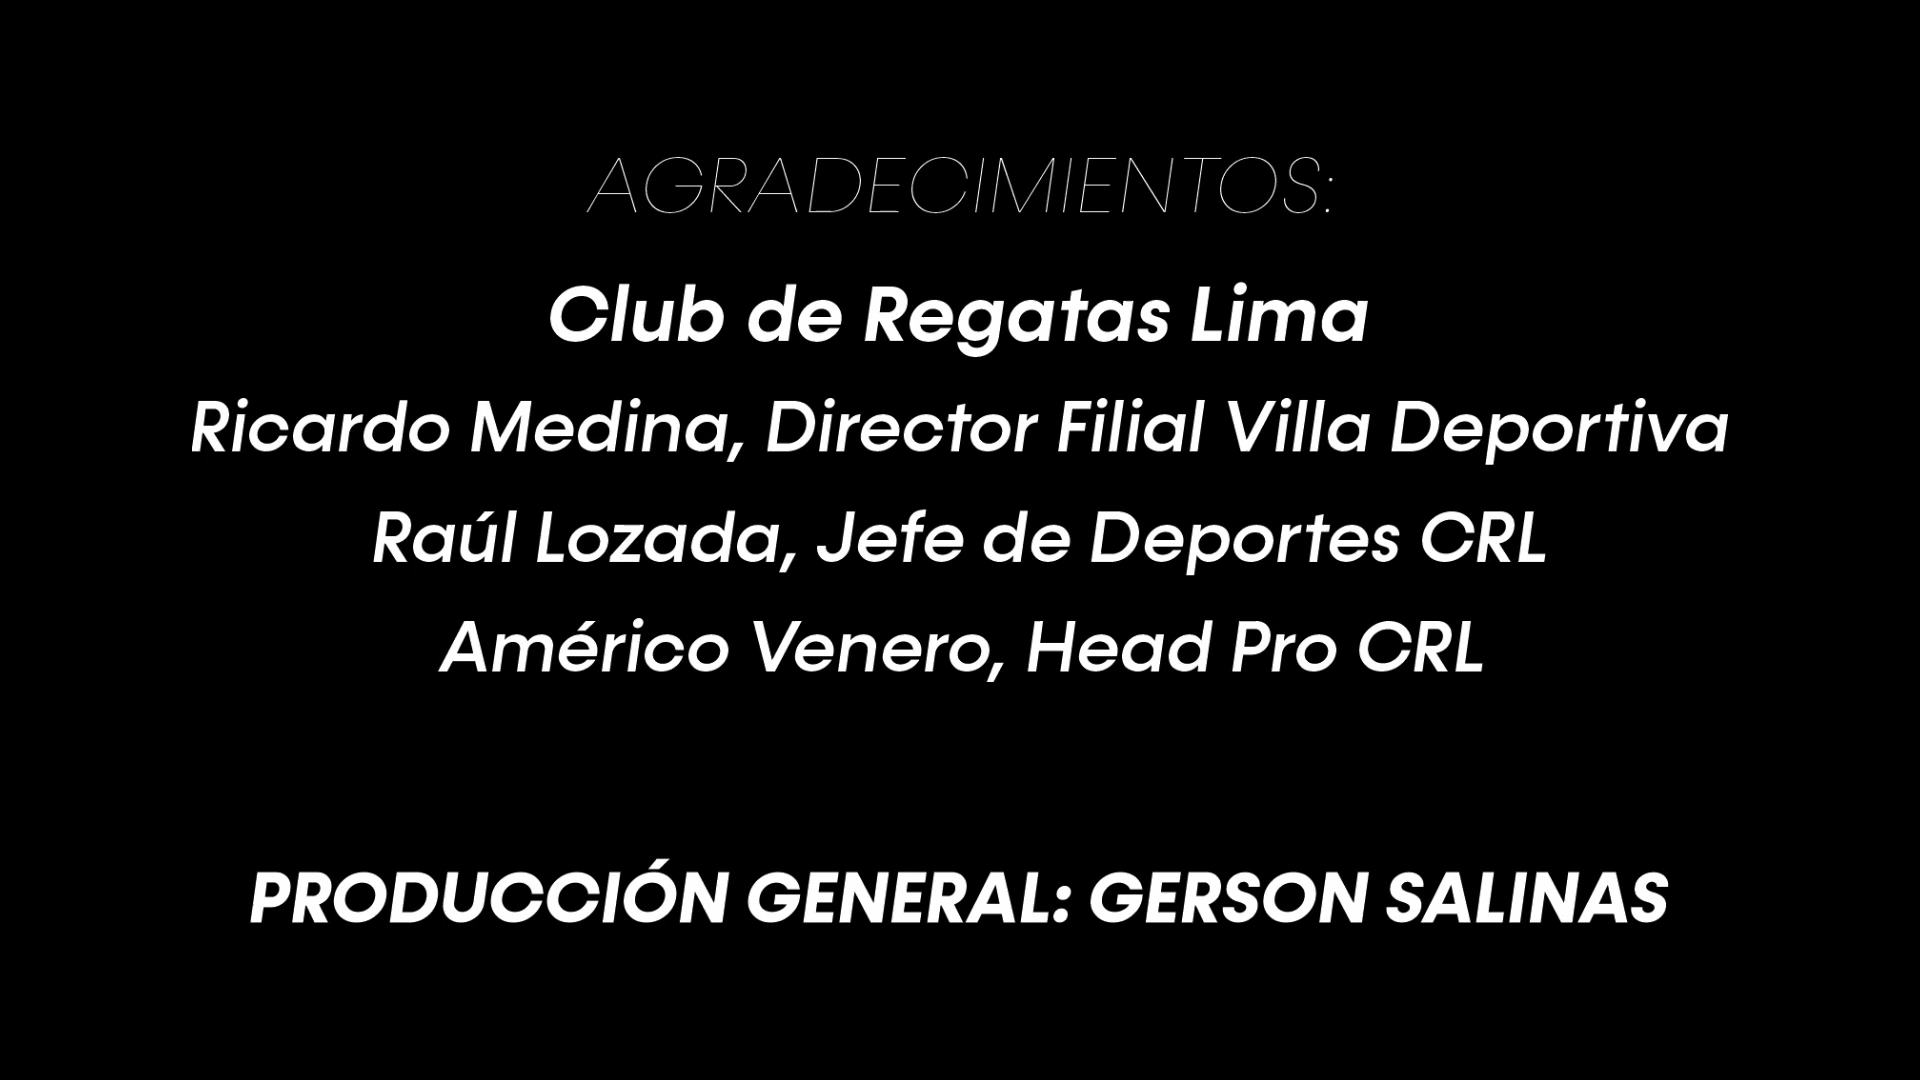 AGRADECIMIENTOS:
Club de Regatas Lima
Ricardo Medina, Director Filial Villa Deportiva
Raúl Lozada, Jefe de Deportes CRL
Américo Venero, Head Pro CRL
PRODUCCIÓN GENERAL: GERSON SALINAS